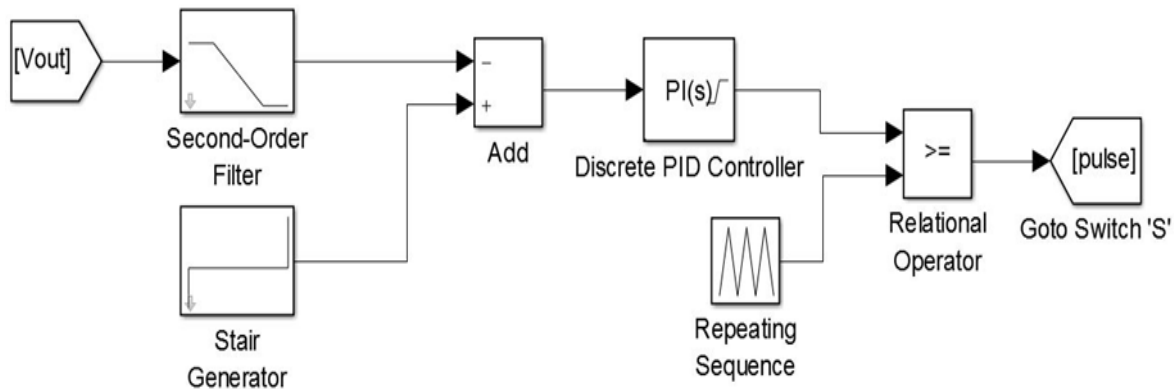 [Vout]
Second-Order
Filter
−
+
Add
PI(s)
Discrete PID Controller
>=
Relational
Operator
[pulse]
Goto Switch 'S'
Stair
Generator
Repeating
Sequence